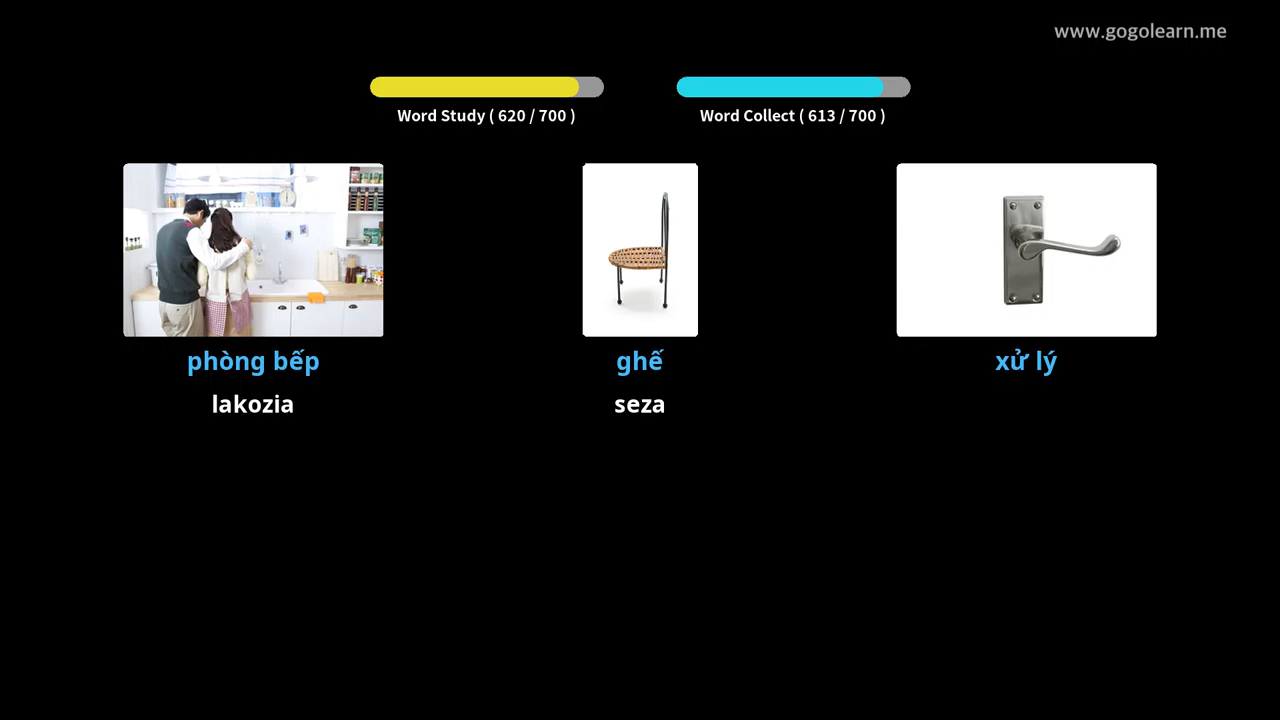 www.gogolearn.me
Word Study ( 620 / 700 )
Word Collect ( 613 / 700 )
phòng bếp
ghế
xử lý
lakozia
seza